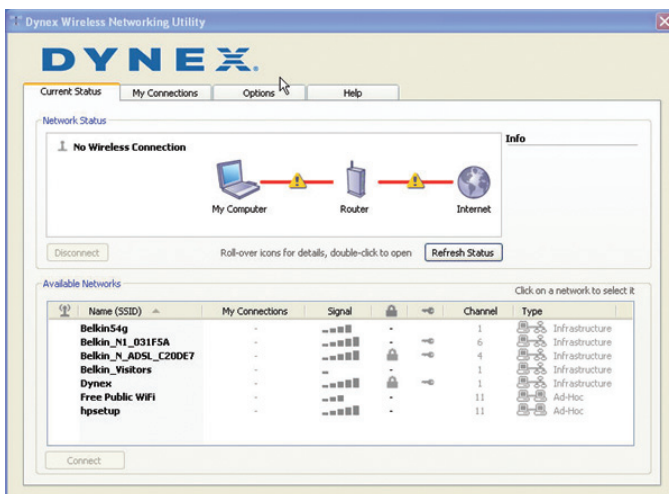 Dynex Wireless Networking Utility
DYNEX.
Current Status My Connections Options Help
Network Status
No Wireless Connection
Info
My Computer Router Internet
Disconnect Roll-over icons for details, double-click to open Refresh Status
Available Networks
Click on a network to select it
Name (SSID) My Connections Signal Channel Type
Belkin54g - - 1 Infrastructure
Belkin_N1_031F5A - - 6 Infrastructure
Belkin_N_ADSL_C20DE7 - 4 Infrastructure
Belkin_Visitors - - 1 Infrastructure
Dynex - 1 Infrastructure
Free Public WiFi - - 11 Ad-Hoc
hpsetup - - 11 Ad-Hoc
Connect